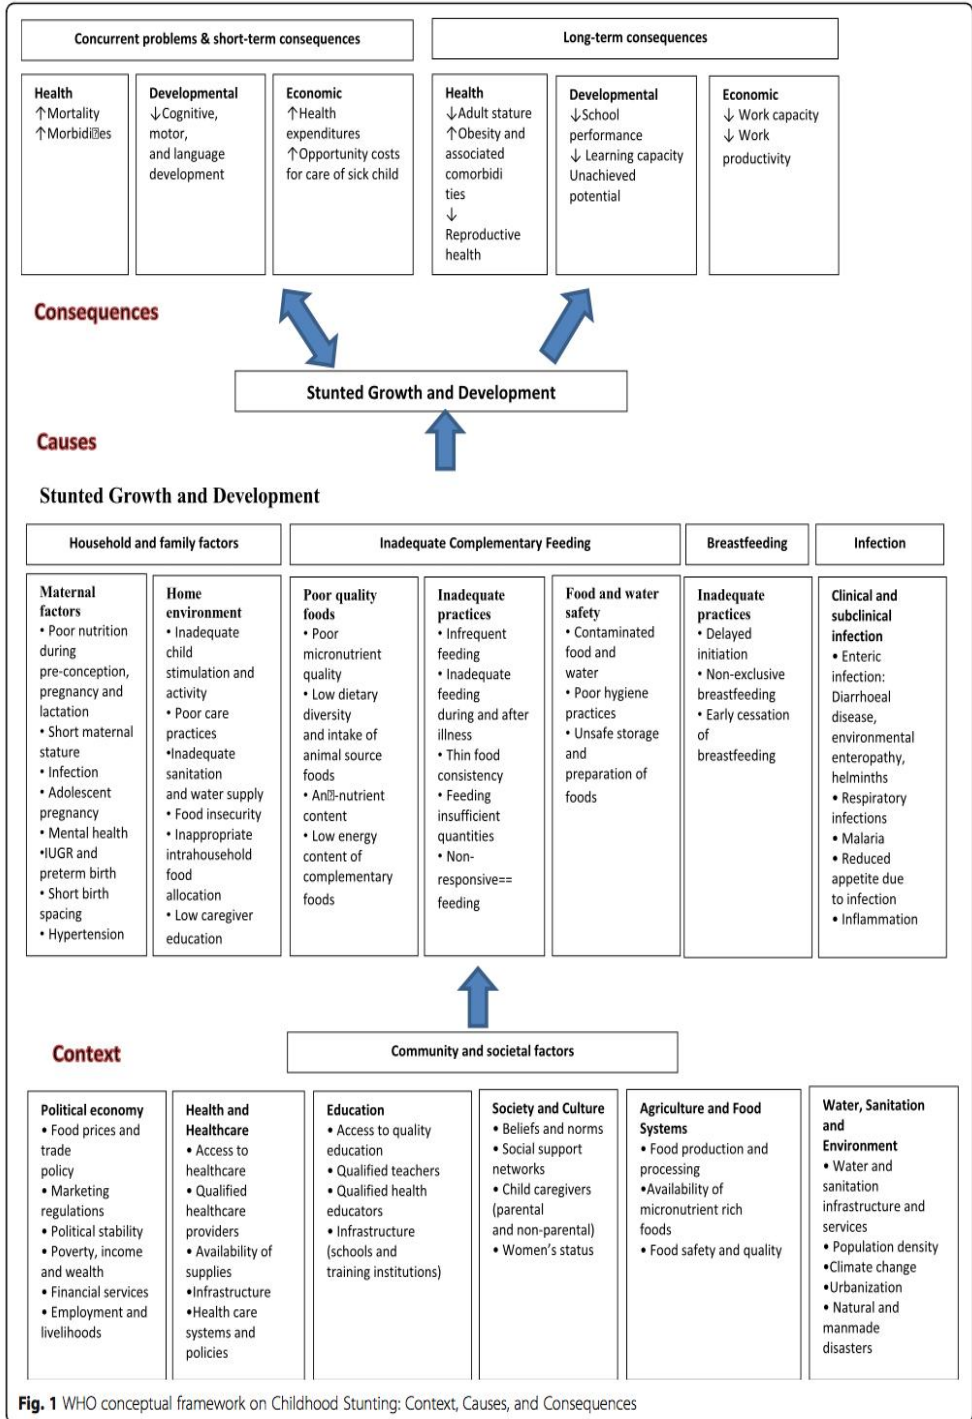 Concurrent problems & short-term consequences
Long-term consequences
Health
↑Mortality
↑Morbidi⍰es
Developmental
↓Cognitive,
motor,
and language
development
Economic
↑Health
expenditures
↑Opportunity costs
for care of sick child
Health
↓Adult stature
↑Obesity and
associated
comorbidi
ties
↓
Reproductive
health
Developmental
↓School
performance
↓ Learning capacity
Unachieved
potential
Economic
↓ Work capacity
↓ Work
productivity
Consequences
Stunted Growth and Development
Causes
Stunted Growth and Development
Household and family factors
Inadequate Complementary Feeding
Breastfeeding
Infection
Maternal
factors
• Poor nutrition
during
pre-conception,
pregnancy and
lactation
• Short maternal
stature
• Infection
• Adolescent
pregnancy
• Mental health
•IUGR and
preterm birth
• Short birth
spacing
• Hypertension
Home
environment
• Inadequate
child
stimulation and
activity
• Poor care
practices
•Inadequate
sanitation
and water supply
• Food insecurity
• Inappropriate
intrahousehold
food
allocation
• Low caregiver
education
Poor quality
foods
• Poor
micronutrient
quality
• Low dietary
diversity
and intake of
animal source
foods
• An⍰-nutrient
content
• Low energy
content of
complementary
foods
Inadequate
practices
• Infrequent
feeding
• Inadequate
feeding
during and after
illness
• Thin food
consistency
• Feeding
insufficient
quantities
• Non-
responsive==
feeding
Food and water
safety
• Contaminated
food and
water
• Poor hygiene
practices
• Unsafe storage
and
preparation of
foods
Inadequate
practices
• Delayed
initiation
• Non-exclusive
breastfeeding
• Early cessation
of
breastfeeding
Clinical and
subclinical
infection
• Enteric
infection:
Diarrhoeal
disease,
environmental
enteropathy,
helminths
• Respiratory
infections
• Malaria
• Reduced
appetite due
to infection
• Inflammation
Context
Community and societal factors
Political economy
• Food prices and
trade
policy
• Marketing
regulations
• Political stability
• Poverty, income
and wealth
• Financial services
• Employment and
livelihoods
Health and
Healthcare
• Access to
healthcare
• Qualified
healthcare
providers
• Availability of
supplies
•Infrastructure
•Health care
systems and
policies
Education
• Access to quality
education
• Qualified teachers
• Qualified health
educators
• Infrastructure
(schools and
training institutions)
Society and Culture
• Beliefs and norms
• Social support
networks
• Child caregivers
(parental
and non-parental)
• Women's status
Agriculture and Food
Systems
• Food production and
processing
•Availability of
micronutrient rich
foods
• Food safety and quality
Water, Sanitation
and
Environment
• Water and
sanitation
infrastructure and
services
• Population density
•Climate change
•Urbanization
• Natural and
manmade
disasters
Fig. 1 WHO conceptual framework on Childhood Stunting: Context, Causes, and Consequences